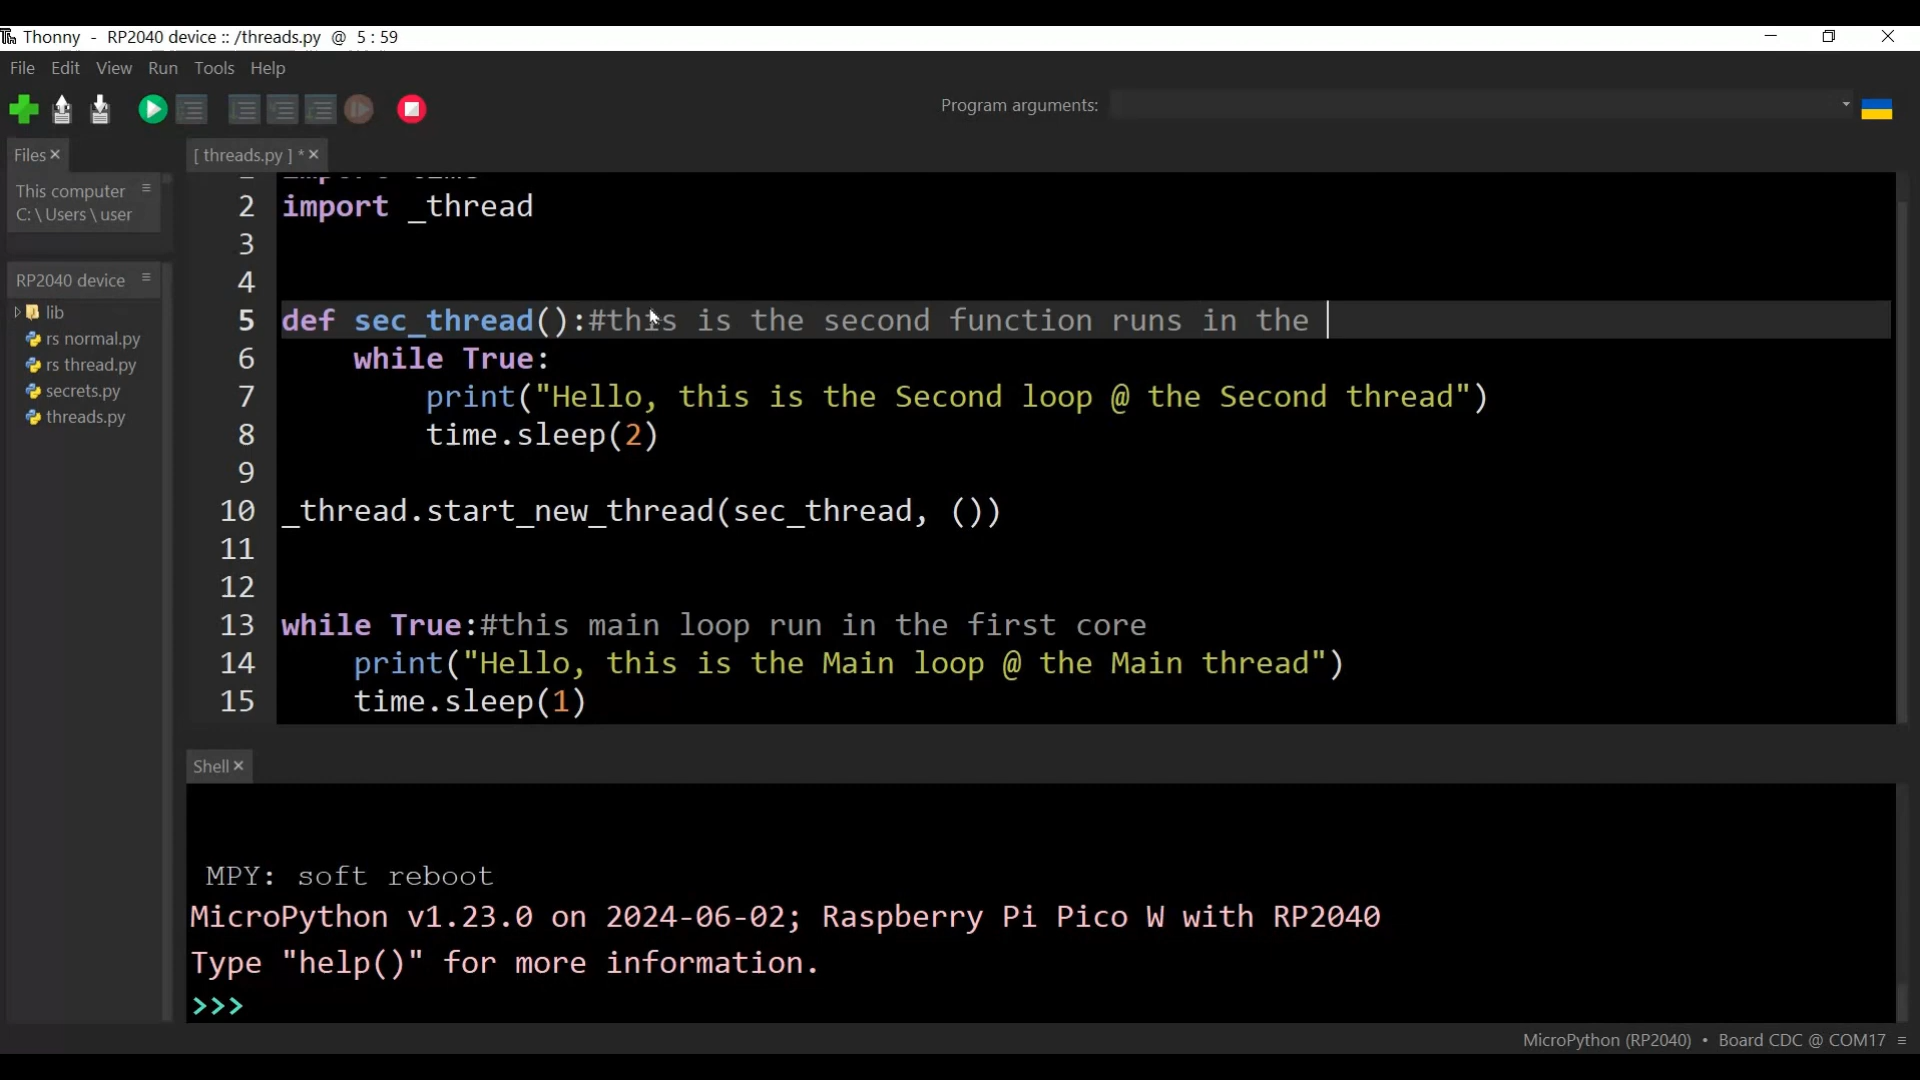 Thonny - RP2040 device :: /threads.py @ 5 : 59
File Edit View Run Tools Help
Program arguments:
Files
[ threads.py ] *
This computer
C: \ Users \ user
RP2040 device
lib
rs normal.py
rs thread.py
secrets.py
threads.py
2 import _thread
3
4
5 def sec_thread():#this is the second function runs in the
6     while True:
7         print("Hello, this is the Second loop @ the Second thread")
8         time.sleep(2)
9
10 _thread.start_new_thread(sec_thread, ())
11
12
13 while True:#this main loop run in the first core
14     print("Hello, this is the Main loop @ the Main thread")
15     time.sleep(1)
Shell
MPY: soft reboot
MicroPython v1.23.0 on 2024-06-02; Raspberry Pi Pico W with RP2040
Type "help()" for more information.
>>>
MicroPython (RP2040) • Board CDC @ COM17